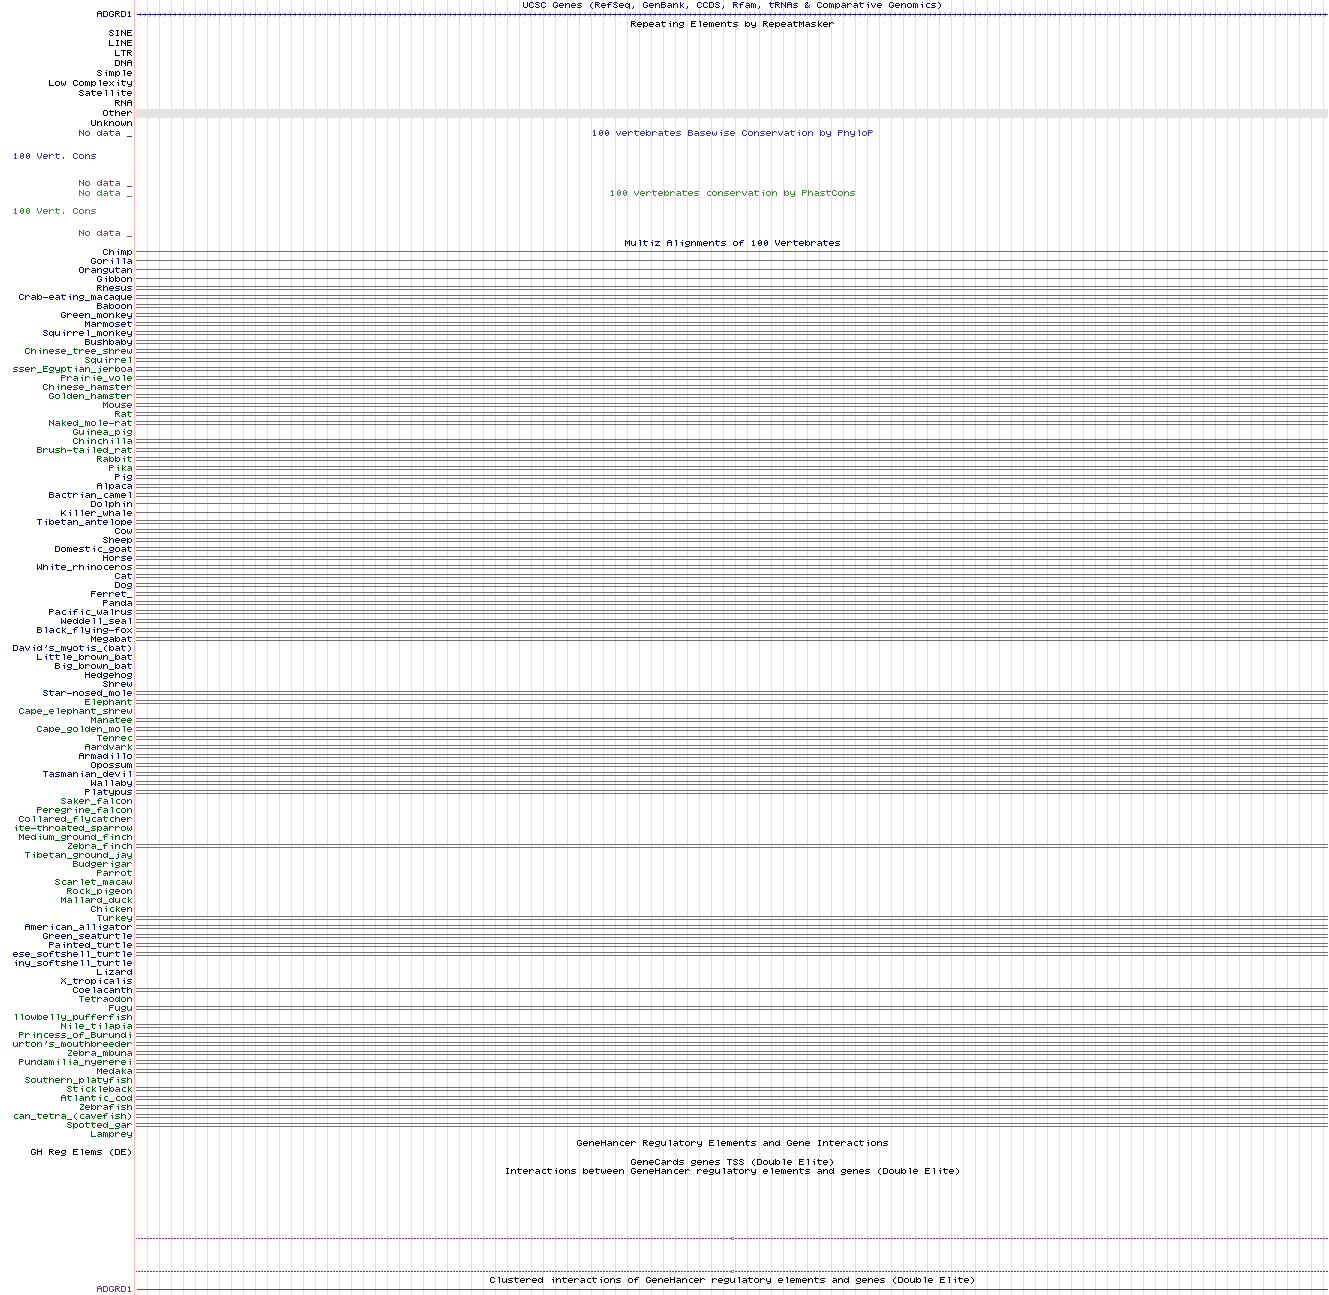 UCSC Genes (RefSeq, GenBank, CCDS, Rfam, tRNAs & Comparative Genomics)
ADGRD1
Repeating Elements by RepeatMasker
SINE
LINE
LTR
DNA
Simple
Low Complexity
Satellite
RNA
Other
Unknown
No data _
100 vertebrates Basewise Conservation by PhyloP
100 Vert. Cons
No data _
No data _
100 vertebrates conservation by PhastCons
100 Vert. Cons
No data _
Multiz Alignments of 100 Vertebrates
Chimp
Gorilla
Orangutan
Gibbon
Rhesus
Crab-eating_macaque
Baboon
Green_monkey
Marmoset
Squirrel_monkey
Bushbaby
Chinese_tree_shrew
Squirrel
sser_Egyptian_jerboa
Prairie_vole
Chinese_hamster
Golden_hamster
Mouse
Rat
Naked_mole-rat
Guinea_pig
Chinchilla
Brush-tailed_rat
Rabbit
Pika
Pig
Alpaca
Bactrian_camel
Dolphin
Killer_whale
Tibetan_antelope
Cow
Sheep
Domestic_goat
Horse
White_rhinoceros
Cat
Dog
Ferret_
Panda
Pacific_walrus
Weddell_seal
Black_flying-fox
Megabat
David's_myotis_(bat)
Little_brown_bat
Big_brown_bat
Hedgehog
Shrew
Star-nosed_mole
Elephant
Cape_elephant_shrew
Manatee
Cape_golden_mole
Tenrec
Aardvark
Armadillo
Opossum
Tasmanian_devil
Wallaby
Platypus
Saker_falcon
Peregrine_falcon
Collared_flycatcher
ite-throated_sparrow
Medium_ground_finch
Zebra_finch
Tibetan_ground_jay
Budgerigar
Parrot
Scarlet_macaw
Rock_pigeon
Mallard_duck
Chicken
Turkey
American_alligator
Green_seaturtle
Painted_turtle
ese_softshell_turtle
iny_softshell_turtle
Lizard
X_tropicalis
Coelacanth
Tetraodon
Fugu
llowbelly_pufferfish
Nile_tilapia
Princess_of_Burundi
urton's_mouthbreeder
Zebra_mbuna
Pundamilia_nyererei
Medaka
Southern_platyfish
Stickleback
Atlantic_cod
Zebrafish
can_tetra_(cavefish)
Spotted_gar
Lamprey
GeneHancer Regulatory Elements and Gene Interactions
GH Reg Elems (DE)
GeneCards genes TSS (Double Elite)
Interactions between GeneHancer regulatory elements and genes (Double Elite)
Clustered interactions of GeneHancer regulatory elements and genes (Double Elite)
ADGRD1